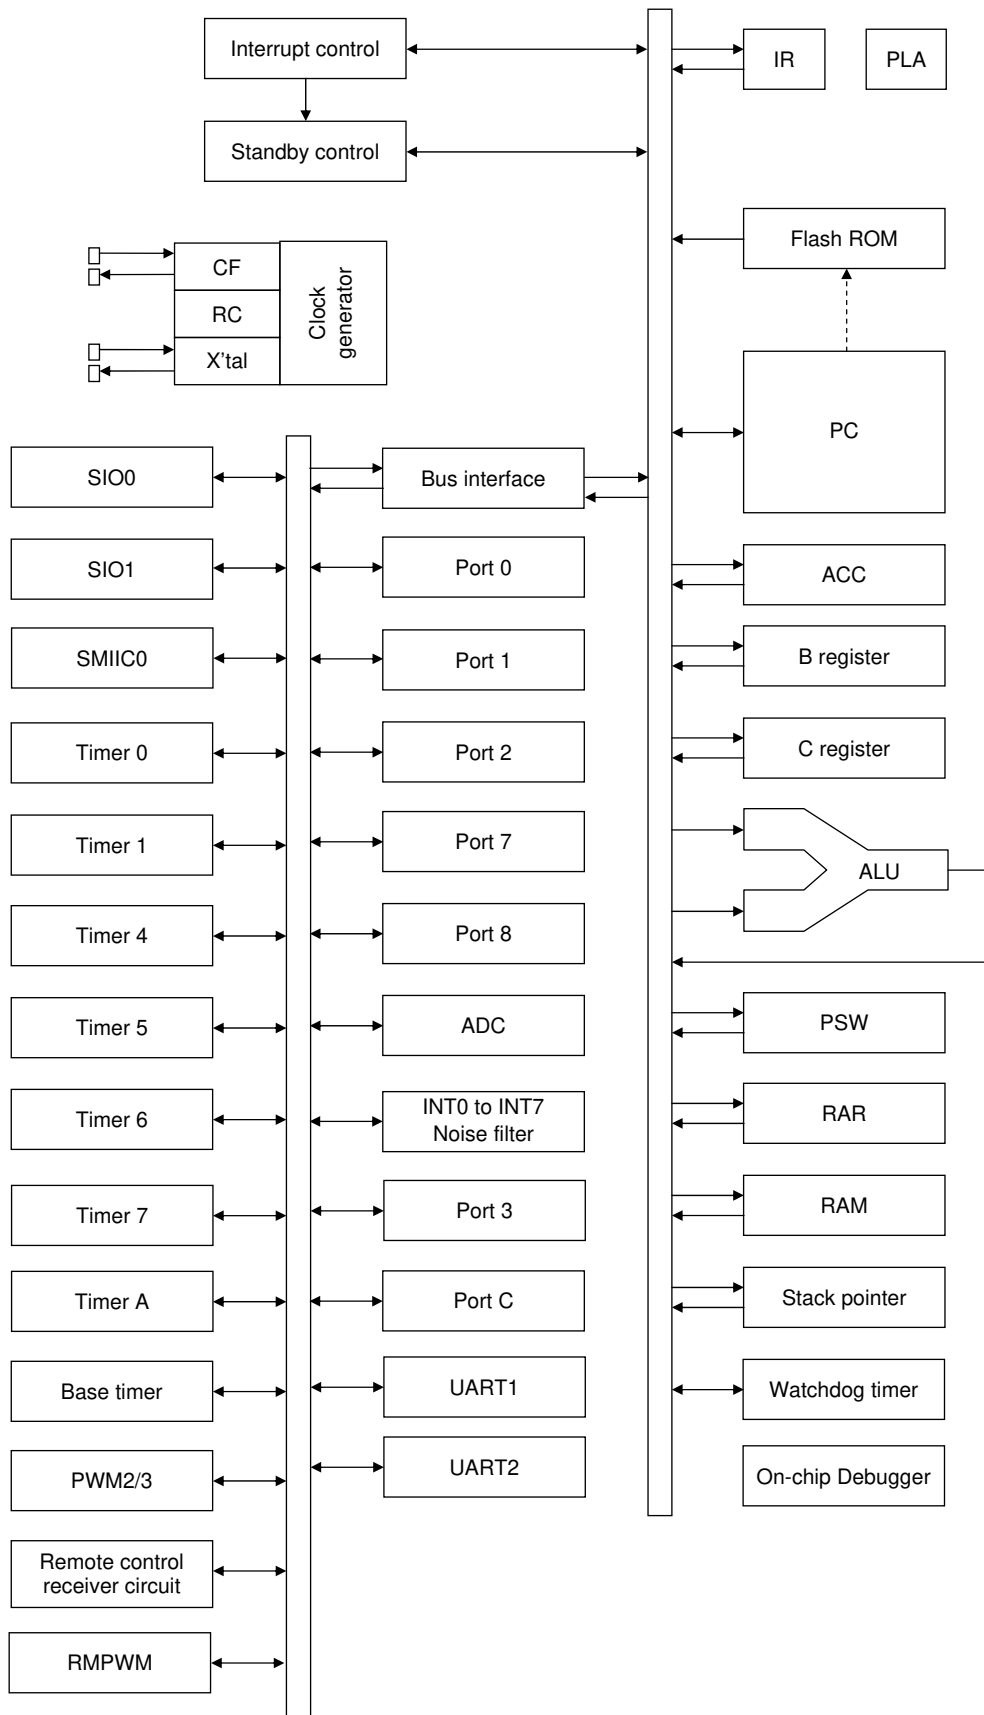 Interrupt control
IR
PLA
Standby control
Flash ROM
CF
RC
X'tal
Clock
generator
PC
SIO0
Bus interface
SIO1
Port 0
ACC
SMIIC0
Port 1
B register
Timer 0
Port 2
C register
Timer 1
Port 7
ALU
Timer 4
Port 8
Timer 5
ADC
PSW
Timer 6
INT0 to INT7
Noise filter
RAR
Timer 7
Port 3
RAM
Timer A
Port C
Stack pointer
Base timer
UART1
Watchdog timer
PWM2/3
UART2
On-chip Debugger
Remote control
receiver circuit
RMPWM